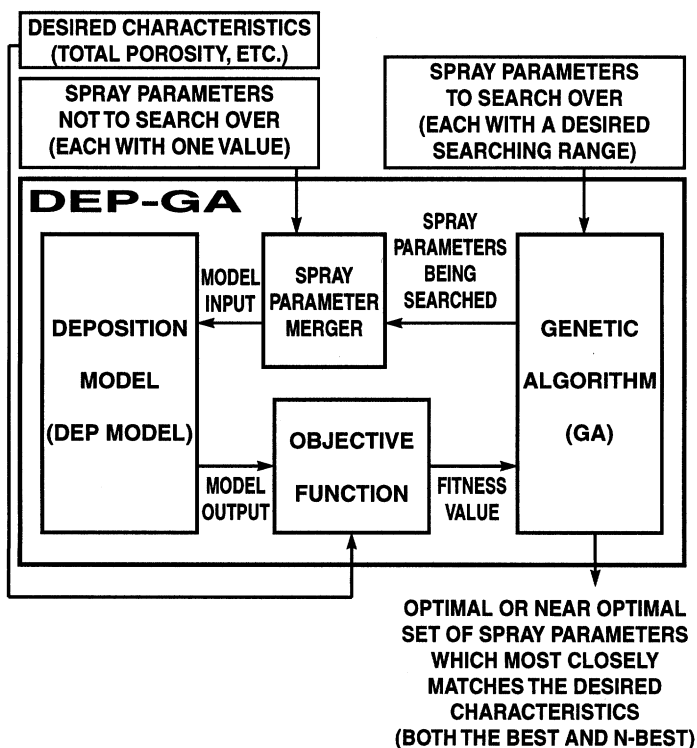 DESIRED CHARACTERISTICS
(TOTAL POROSITY, ETC.)
SPRAY PARAMETERS
NOT TO SEARCH OVER
(EACH WITH ONE VALUE)
SPRAY PARAMETERS
TO SEARCH OVER
(EACH WITH A DESIRED
SEARCHING RANGE)
DEP-GA
DEPOSITION
MODEL
(DEP MODEL)
MODEL
INPUT
SPRAY
PARAMETER
MERGER
SPRAY
PARAMETERS
BEING
SEARCHED
GENETIC
ALGORITHM
(GA)
MODEL
OUTPUT
OBJECTIVE
FUNCTION
FITNESS
VALUE
OPTIMAL OR NEAR OPTIMAL
SET OF SPRAY PARAMETERS
WHICH MOST CLOSELY
MATCHES THE DESIRED
CHARACTERISTICS
(BOTH THE BEST AND N-BEST)